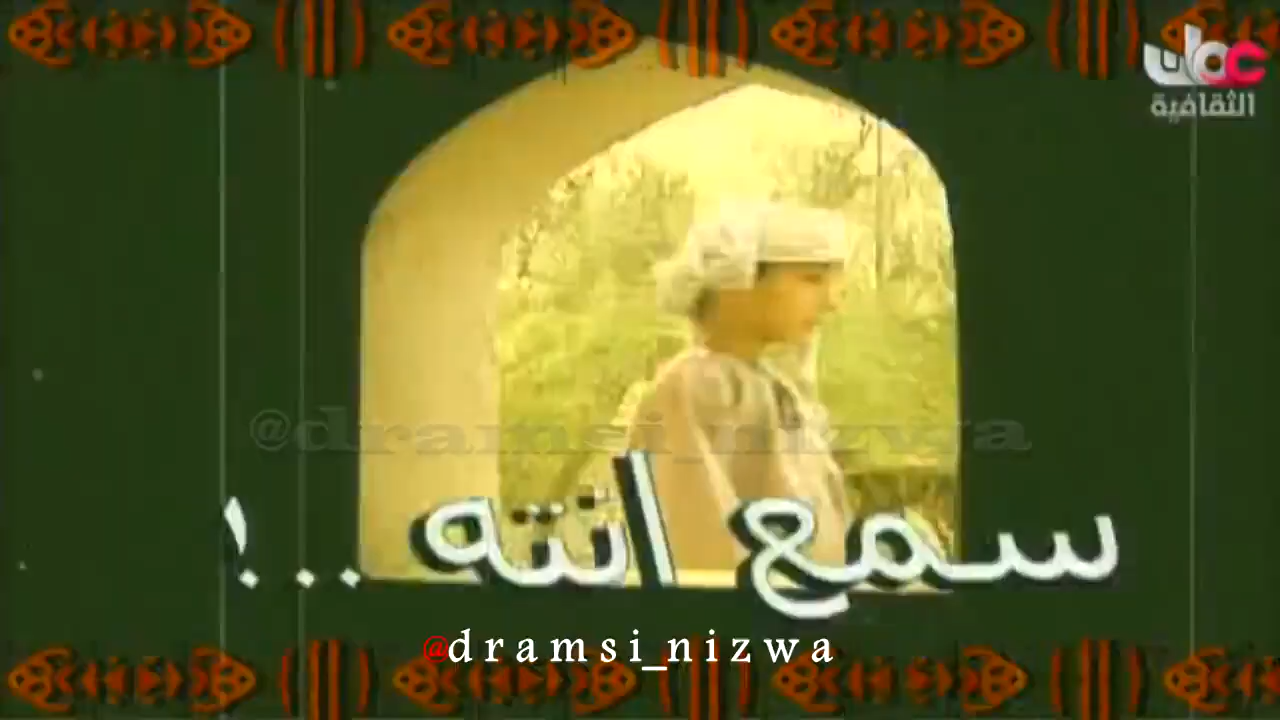 عمان
الثقافية
@dramsi_nizwa
سمع انته ..!
@dramsi_nizwa